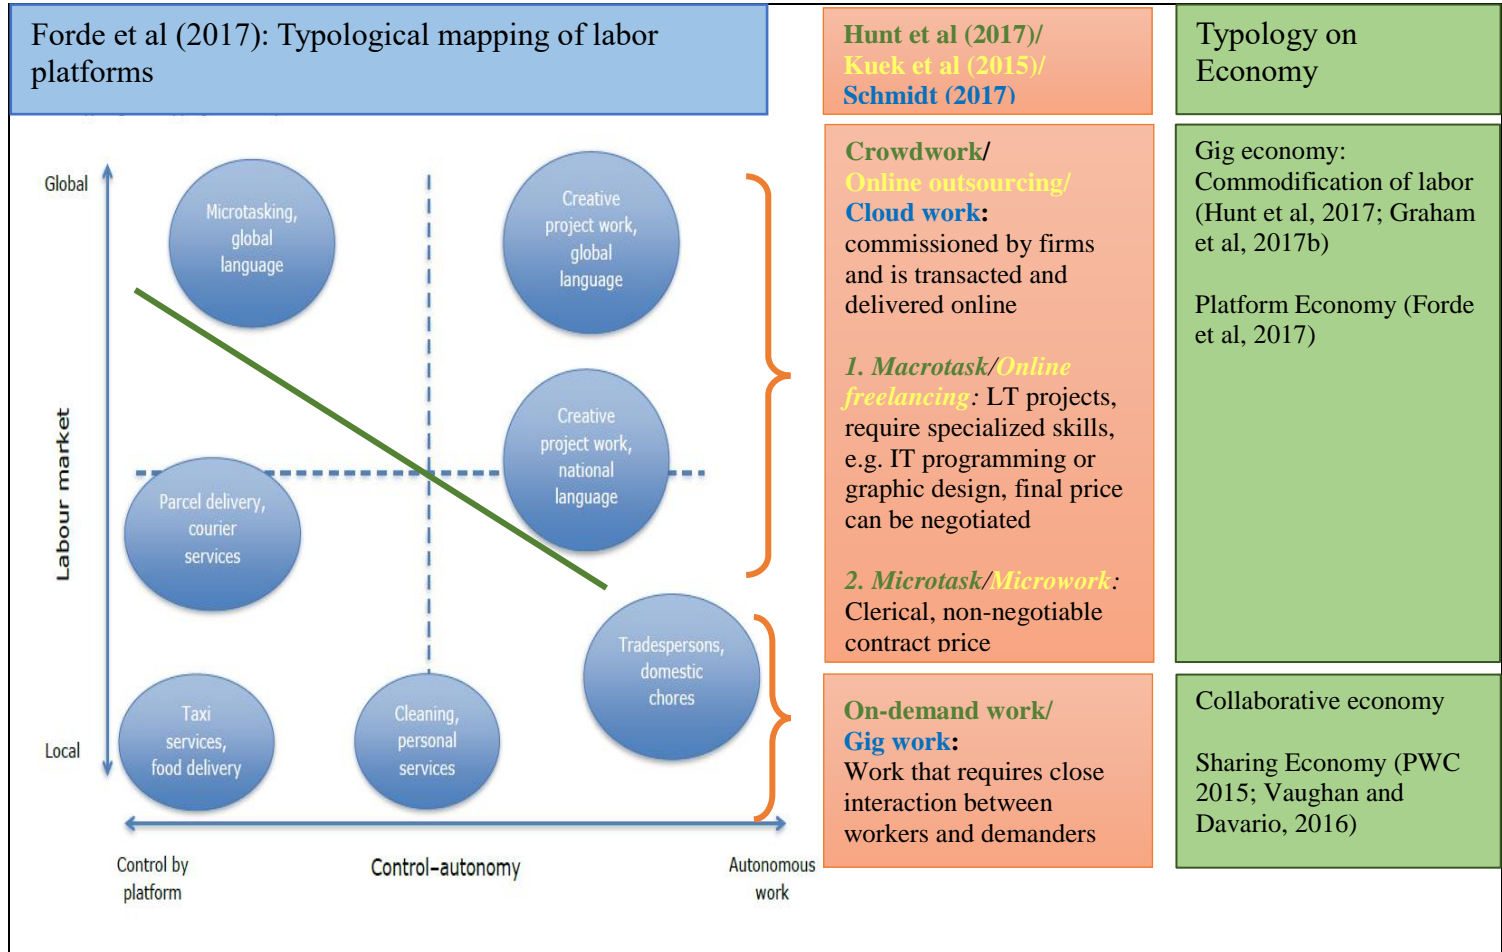 Forde et al (2017): Typological mapping of labor
platforms
Hunt et al (2017)/
Kuek et al (2015)/
Schmidt (2017)
Typology on
Economy
Global
Labour market
Local
Microtasking,
global
language
Creative
project work,
global
language
Creative
project work,
national
language
Parcel delivery,
courier
services
Tradespersons,
domestic
chores
Taxi
services,
food delivery
Cleaning,
personal
services
Control by
platform
Control–autonomy
Autonomous
work
Crowdwork/
Online outsourcing/
Cloud work:
commissioned by firms
and is transacted and
delivered online
1. Macrotask/Online
freelancing: LT projects,
require specialized skills,
e.g. IT programming or
graphic design, final price
can be negotiated
2. Microtask/Microwork:
Clerical, non-negotiable
contract price
On-demand work/
Gig work:
Work that requires close
interaction between
workers and demanders
Gig economy:
Commodification of labor
(Hunt et al, 2017; Graham
et al, 2017b)
Platform Economy (Forde
et al, 2017)
Collaborative economy
Sharing Economy (PWC
2015; Vaughan and
Davario, 2016)